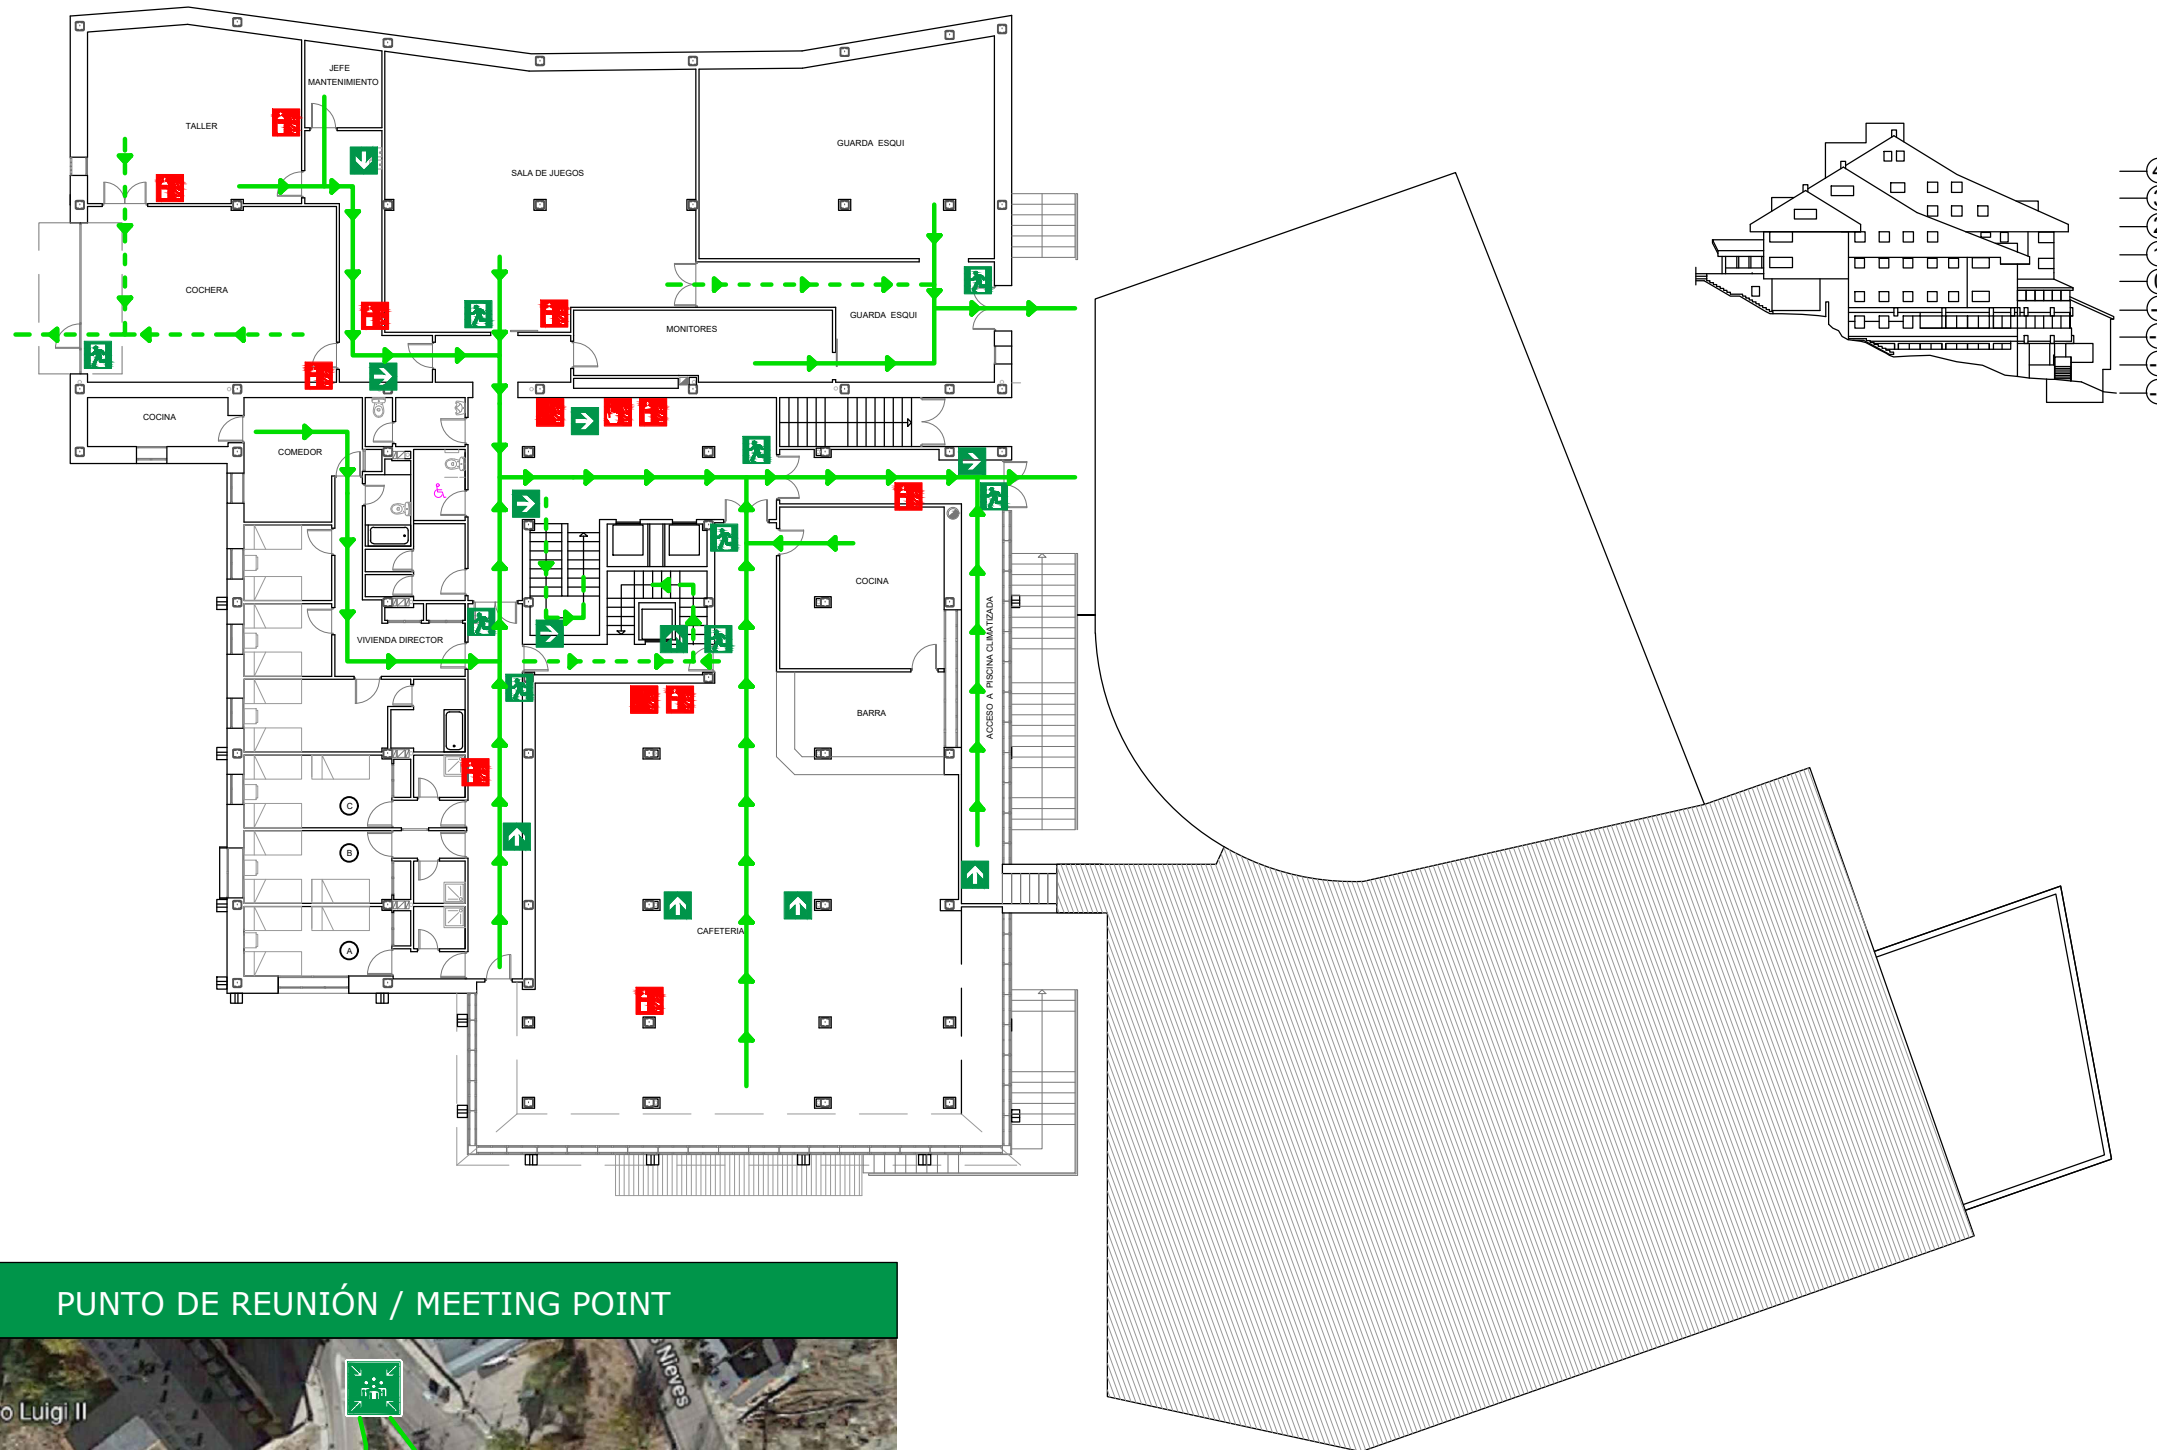 JEFE
MANTENIMIENTO
TALLER
SALA DE JUEGOS
GUARDA ESQUI
COCHERA
MONITORES
GUARDA ESQUI
COCINA
COMEDOR
COCINA
ACCESO A PISCINA CLIMATIZADA
VIVIENDA DIRECTOR
BARRA
C
B
A
CAFETERIA
PUNTO DE REUNIÓN / MEETING POINT
Nieves
o Luigi II